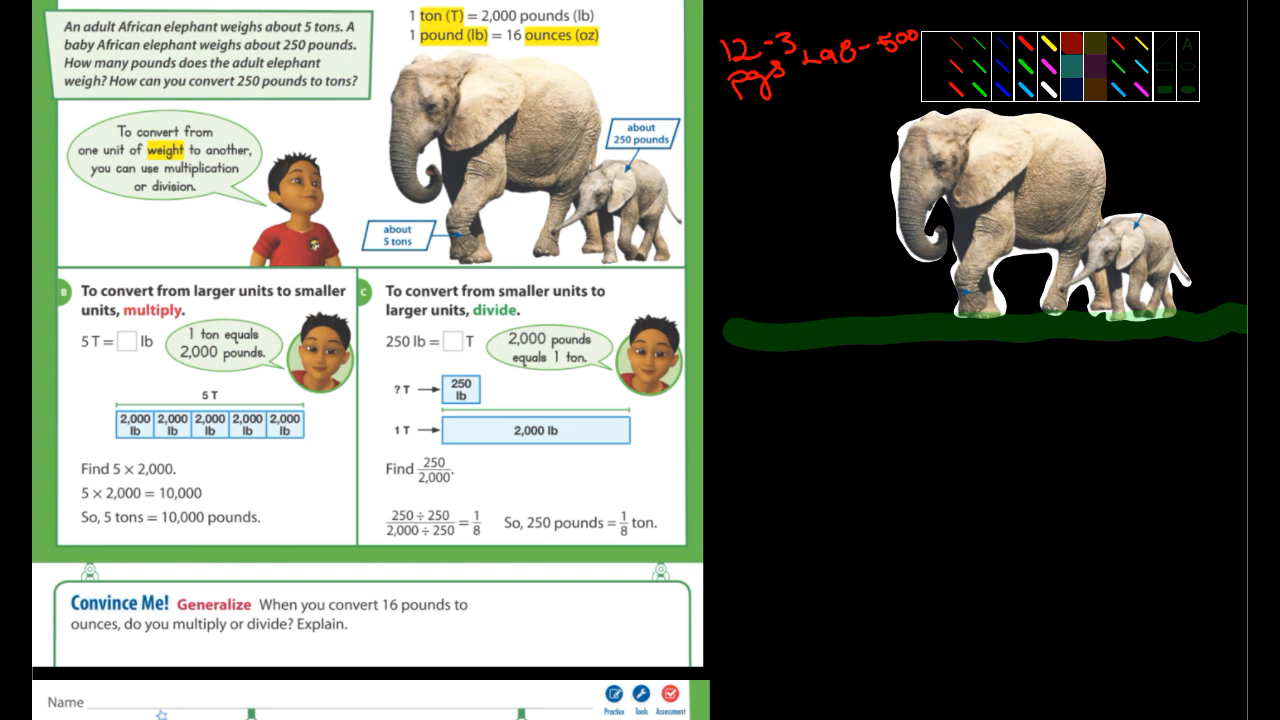 An adult African elephant weighs about 5 tons. A
baby African elephant weighs about 250 pounds.
How many pounds does the adult elephant
weigh? How can you convert 250 pounds to tons?
1 ton (T) = 2,000 pounds (lb)
1 pound (lb) = 16 ounces (oz)
12-3
pgs 498-500
A
To convert from
one unit of weight to another,
you can use multiplication
or division.
about
250 pounds
about
5 tons
B
To convert from larger units to smaller
units, multiply.
5 T = lb
1 ton equals
2,000 pounds.
5 T
2,000 lb 2,000 lb 2,000 lb 2,000 lb 2,000 lb
Find 5 × 2,000.
5 × 2,000 = 10,000
So, 5 tons = 10,000 pounds.
C
To convert from smaller units to
larger units, divide.
250 lb = T
2,000 pounds
equals 1 ton.
? T 250 lb
1 T 2,000 lb
Find 250/2,000.
250 ÷ 250 / 2,000 ÷ 250 = 1/8 So, 250 pounds = 1/8 ton.
Convince Me! Generalize When you convert 16 pounds to
ounces, do you multiply or divide? Explain.
Name
Practice Tools Assessment